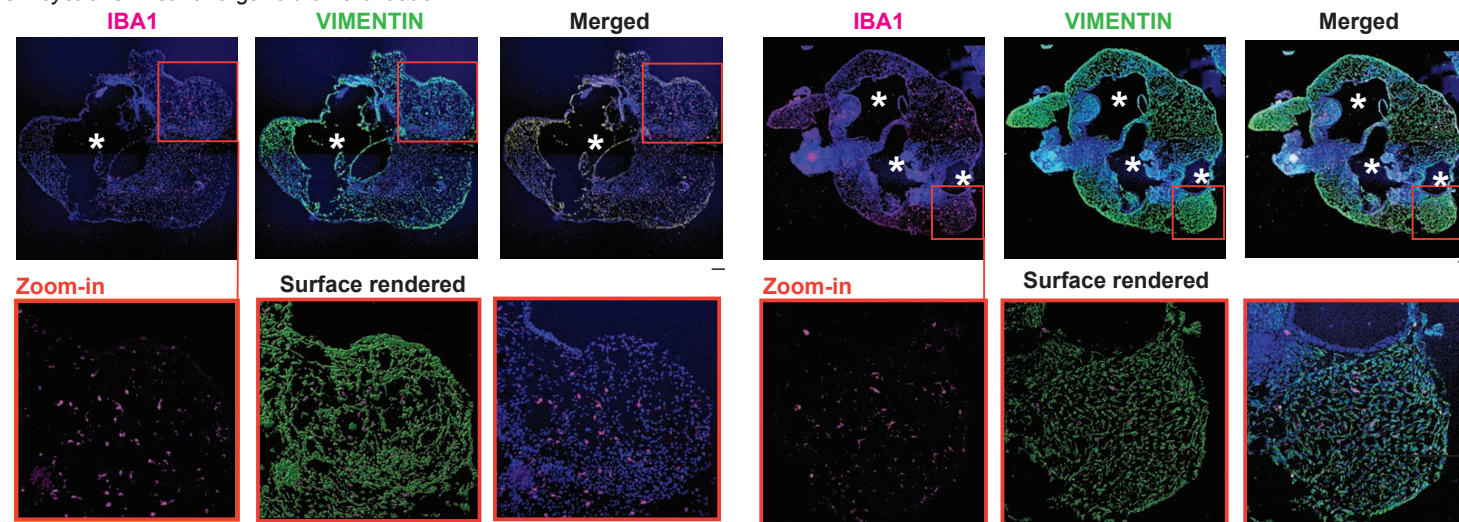 IBA1 VIMENTIN Merged IBA1 VIMENTIN Merged
* * * * * * * * * * * *
Zoom-in Surface rendered Zoom-in Surface rendered